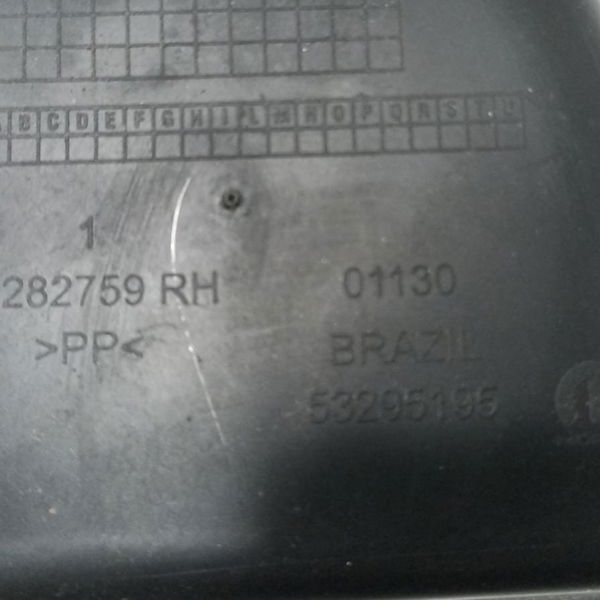 B C D E F G H I L M N O P Q R S T U
1
282759 RH
>PP<
01130
BRAZIL
53295195